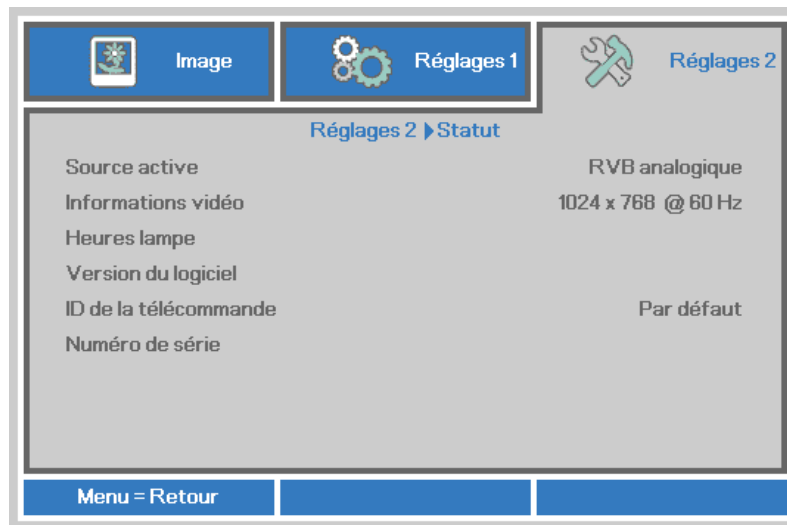 Image
Réglages 1
Réglages 2
Réglages 2 Statut
Source active RVB analogique
Informations vidéo 1024 x 768 @ 60 Hz
Heures lampe
Version du logiciel
ID de la télécommande Par défaut
Numéro de série
Menu = Retour